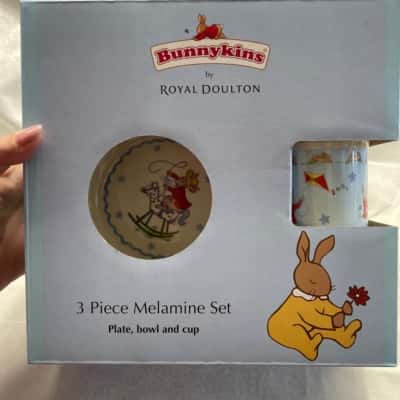 Bunnykins
by
ROYAL DOULTON
3 Piece Melamine Set
Plate, bowl and cup